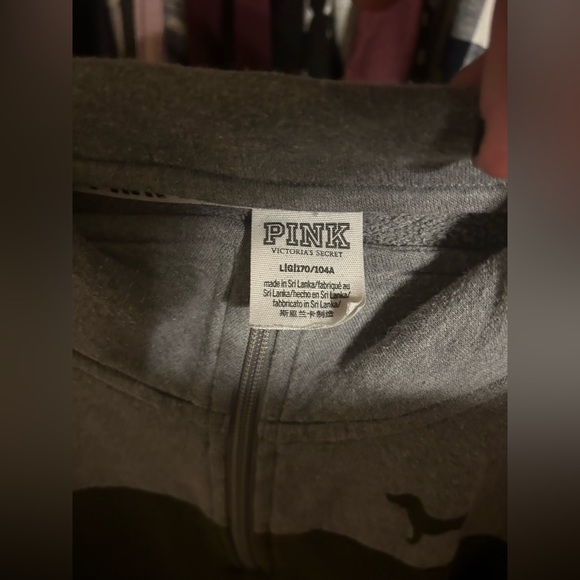 PINK
VICTORIA'S SECRET
L|G|170/104A
made in Sri Lanka/fabriqué au
Sri Lanka/hecho en Sri Lanka/
fabbricato in Sri Lanka/
斯里兰卡制造